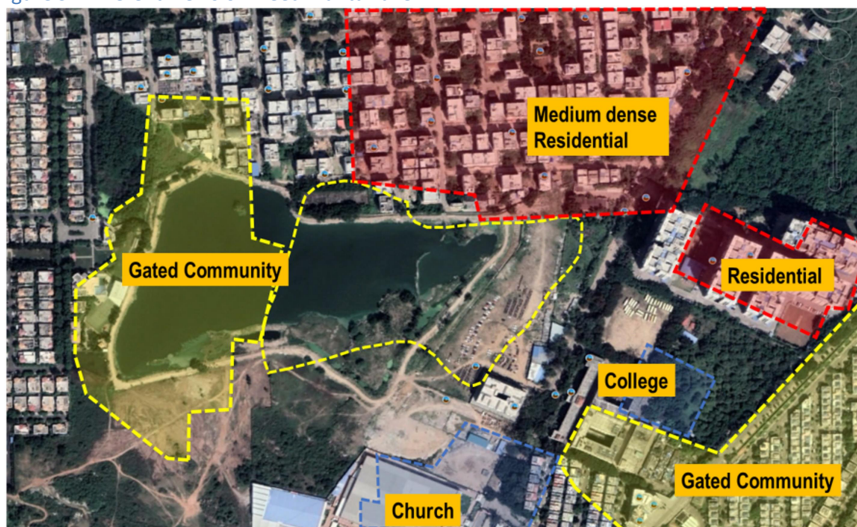 Medium dense
Residential
Gated Community
Residential
College
Gated Community
Church